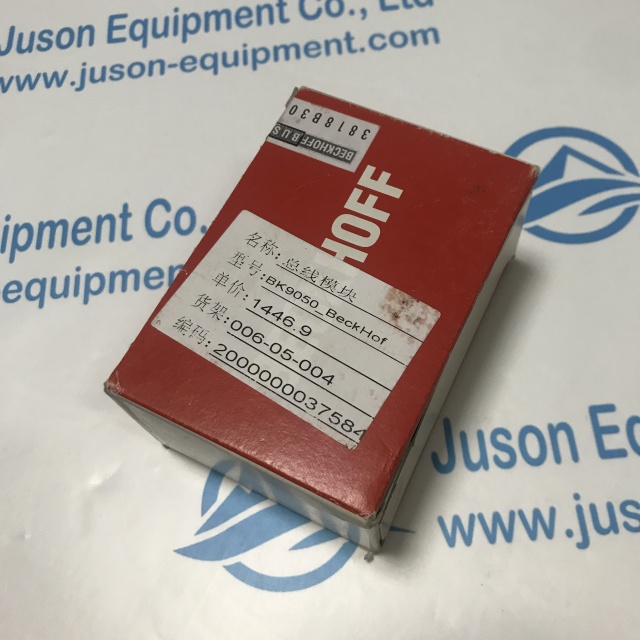 Juson Equipment Co., Ltd
www.juson-equipment.com
3818830
BECKHOFF BUS
HOFF
名称:总线模块
型号:BK9050_BeckHof
单价:1446.9
货架:006-05-004
编码:2000000037584
ipment Co.,
-equipment
Juson Equi
www.jus